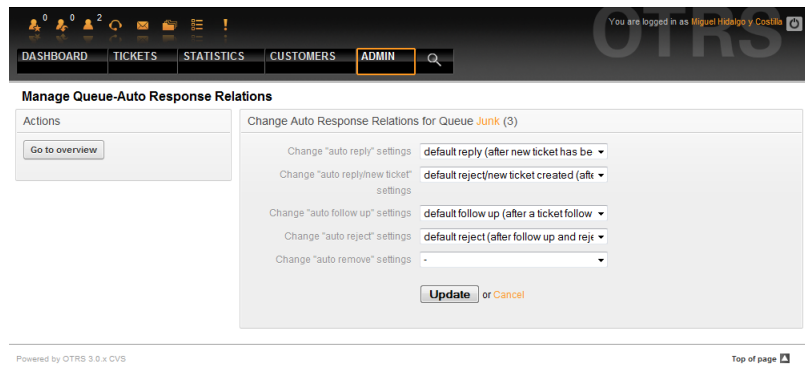 0 0 2
OTRS
You are logged in as Miguel Hidalgo y Costilla
DASHBOARD TICKETS STATISTICS CUSTOMERS ADMIN
Manage Queue-Auto Response Relations
Actions
Go to overview
Change Auto Response Relations for Queue Junk (3)
Change "auto reply" settings default reply (after new ticket has be
Change "auto reply/new ticket" settings default reject/new ticket created (afte
Change "auto follow up" settings default follow up (after a ticket follow
Change "auto reject" settings default reject (after follow up and reje
Change "auto remove" settings -
Update or Cancel
Powered by OTRS 3.0.x CVS
Top of page